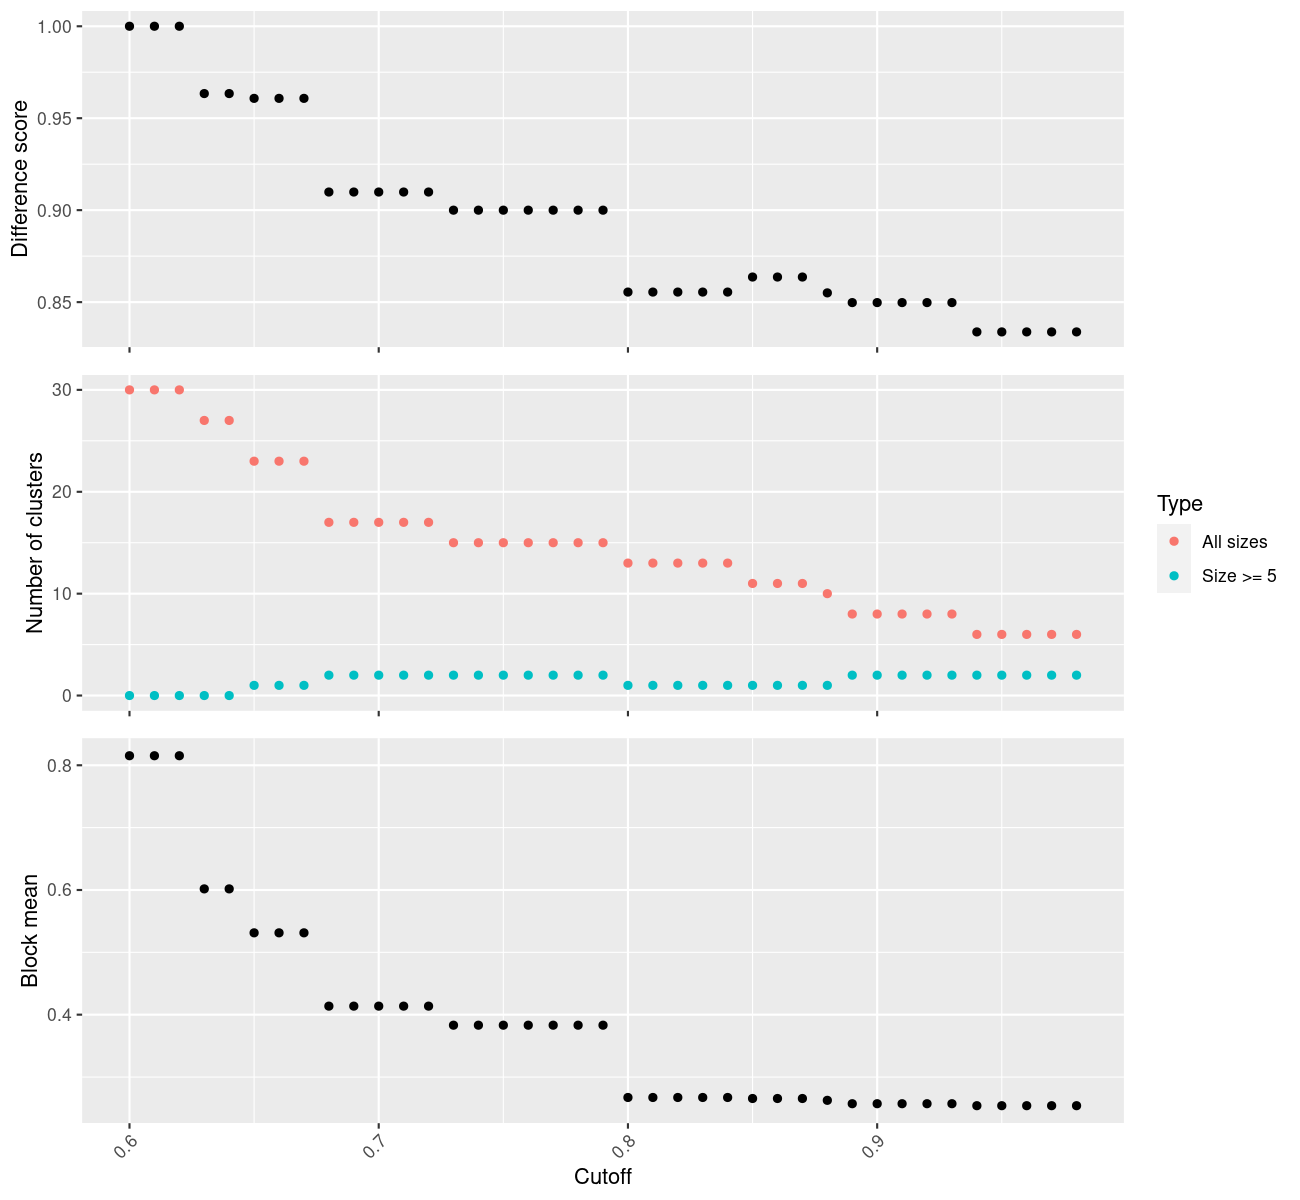 1.00
0.95
0.90
0.85
Difference score
30
20
10
0
Number of clusters
Type
All sizes
Size >= 5
0.8
0.6
0.4
Block mean
0.6
0.7
0.8
0.9
Cutoff